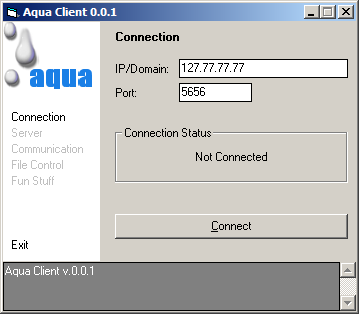 Aqua Client 0.0.1
aqua
Connection
Server
Communication
File Control
Fun Stuff
Exit
Connection
IP/Domain: 127.77.77.77
Port: 5656
Connection Status
Not Connected
Connect
Aqua Client v.0.0.1